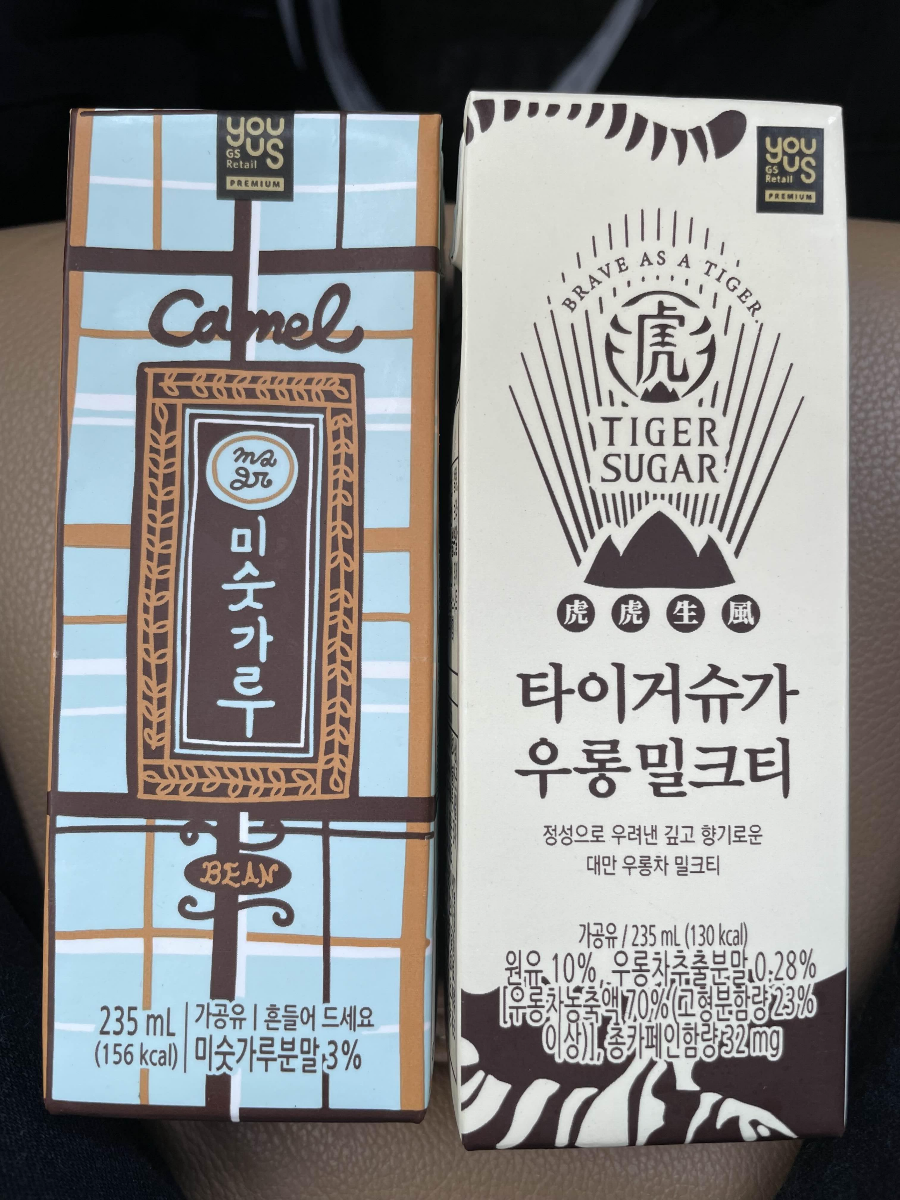 you
us
GS
Retail
PREMIUM
Camel
ms
gr
미숫가루
BEAN
235 mL
(156 kcal)
가공유 | 흔들어 드세요
미숫가루분말 3%
you
us
GS
Retail
PREMIUM
BRAVE AS A TIGER.
虎
TIGER
SUGAR
虎虎生風
타이거슈가
우롱밀크티
정성으로 우려낸 깊고 향기로운
대만 우롱차 밀크티
가공유 / 235 mL (130 kcal)
원유 10%, 우롱차추출분말 0.28%
[우롱차농축액 70%(고형분함량 23%
이상)], 총카페인함량 32 mg